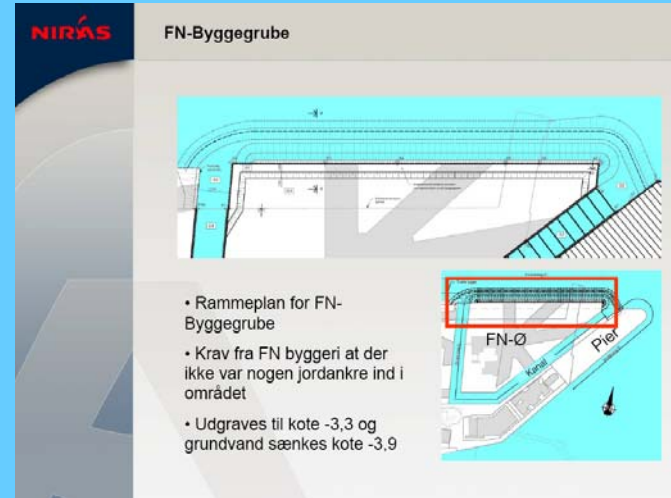 NIRAS
FN-Byggegrube
• Rammeplan for FN-
Byggegrube
• Krav fra FN byggeri at der
ikke var nogen jordankre ind i
området
• Udgraves til kote -3,3 og
grundvand sænkes kote -3,9
FN-Ø
Kanal
Pier